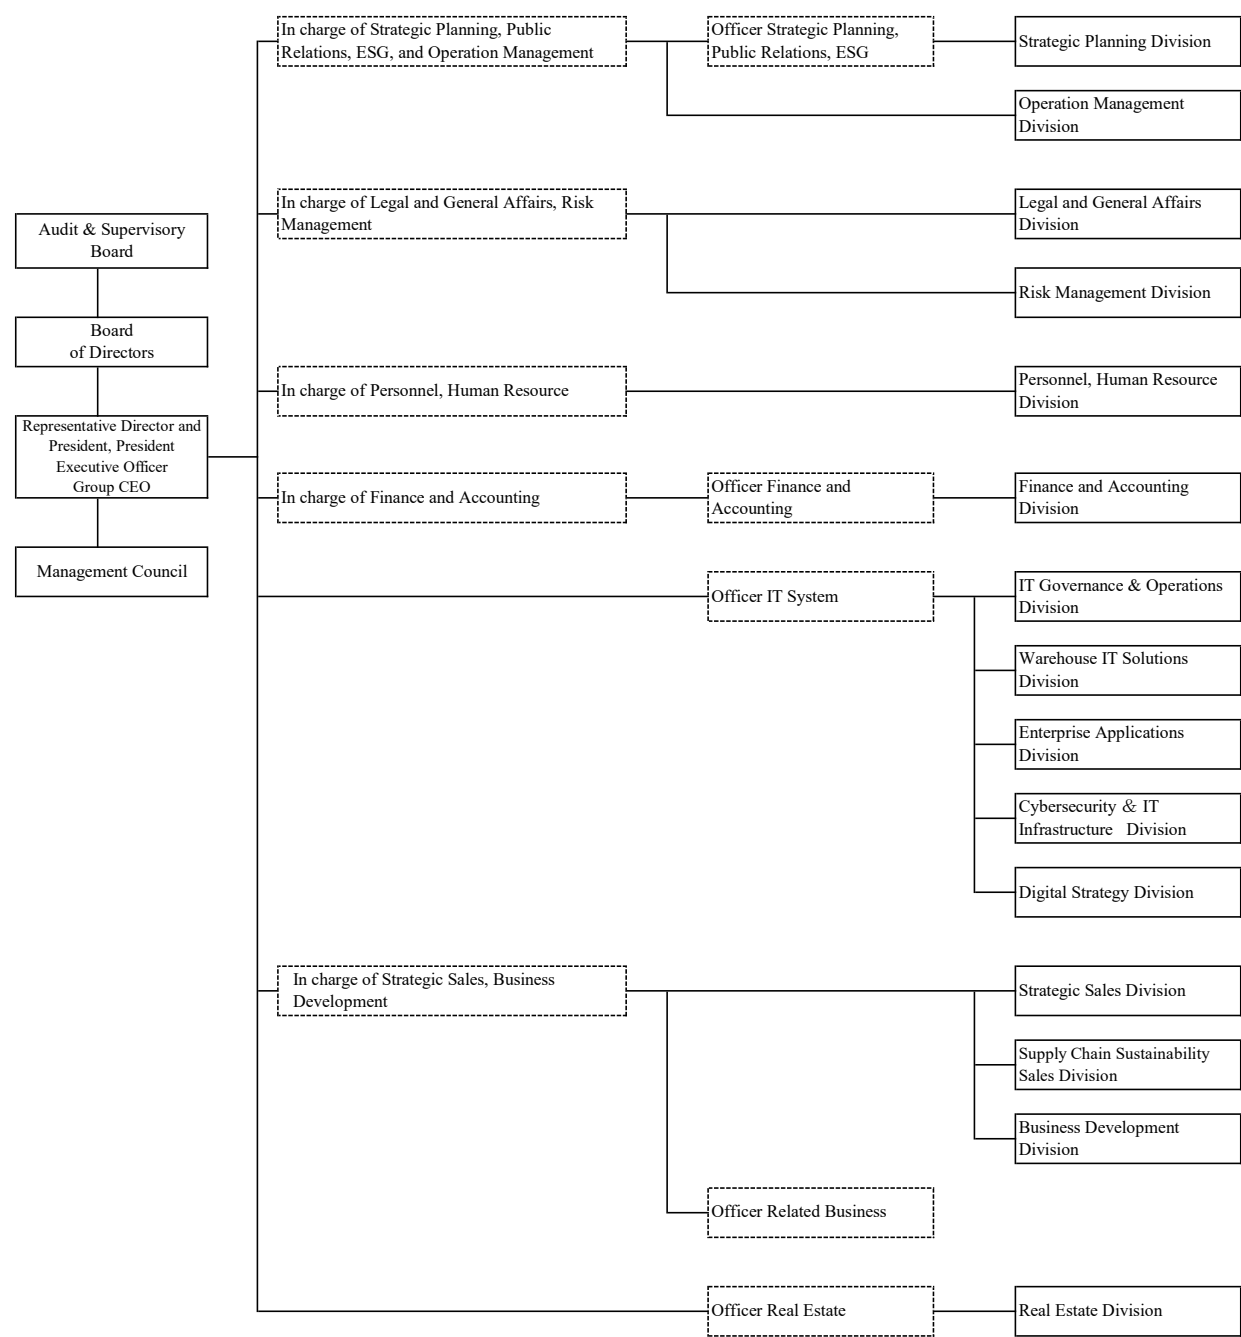 In charge of Strategic Planning, Public
Relations, ESG, and Operation Management
Officer Strategic Planning,
Public Relations, ESG
Strategic Planning Division
Operation Management
Division
In charge of Legal and General Affairs, Risk
Management
Legal and General Affairs
Division
Audit & Supervisory
Board
Risk Management Division
Board
of Directors
In charge of Personnel, Human Resource
Personnel, Human Resource
Division
Representative Director and
President, President
Executive Officer
Group CEO
In charge of Finance and Accounting
Officer Finance and
Accounting
Finance and Accounting
Division
Management Council
Officer IT System
IT Governance & Operations
Division
Warehouse IT Solutions
Division
Enterprise Applications
Division
Cybersecurity & IT
Infrastructure Division
Digital Strategy Division
In charge of Strategic Sales, Business
Development
Strategic Sales Division
Supply Chain Sustainability
Sales Division
Business Development
Division
Officer Related Business
Officer Real Estate
Real Estate Division